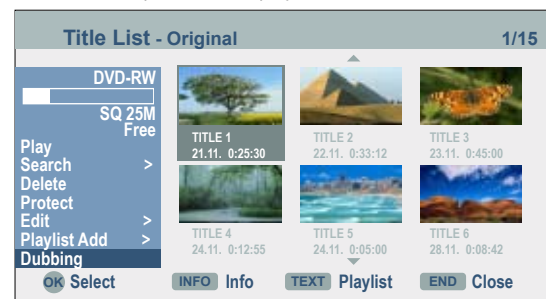 Title List - Original 1/15
DVD-RW
SQ 25M
Free
Play
Search >
Delete
Protect
Edit >
Playlist Add >
Dubbing
TITLE 1
21.11. 0:25:30
TITLE 2
22.11. 0:33:12
TITLE 3
23.11. 0:45:00
TITLE 4
24.11. 0:12:55
TITLE 5
24.11. 0:05:00
TITLE 6
28.11. 0:08:42
OK Select INFO Info TEXT Playlist END Close